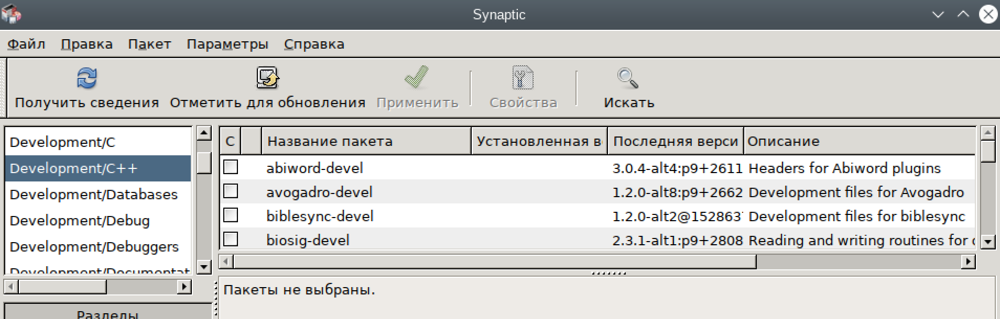 Synaptic
Файл Правка Пакет Параметры Справка
Получить сведения Отметить для обновления Применить Свойства Искать
Development/C
Development/C++
Development/Databases
Development/Debug
Development/Debuggers
Development/Documentat
Разделы
С Название пакета Установленная в Последняя верси Описание
abiword-devel 3.0.4-alt4:p9+2611 Headers for Abiword plugins
avogadro-devel 1.2.0-alt8:p9+2662 Development files for Avogadro
biblesync-devel 1.2.0-alt2@152863 Development files for biblesync
biosig-devel 2.3.1-alt1:p9+2808 Reading and writing routines for
Пакеты не выбраны.